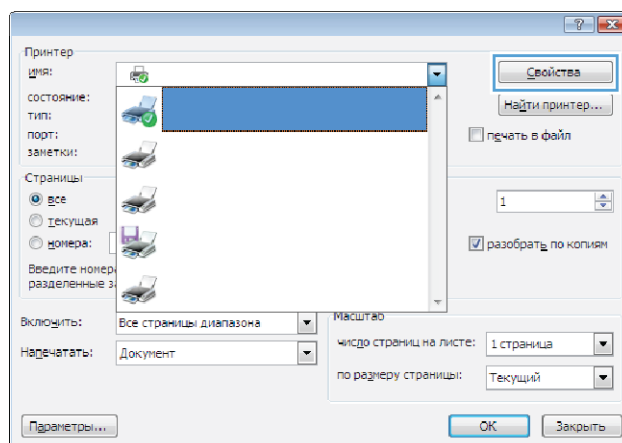 Принтер
имя:
Свойства
состояние:
Найти принтер...
тип:
порт:
печать в файл
заметки:
Страницы
все
1
текущая
номера:
разобрать по копиям
Введите номер
разделенные з
Включить:
Все страницы диапазона
Масштаб
число страниц на листе:
1 страница
Напечатать:
Документ
по размеру страницы:
Текущий
Параметры...
ОК
Закрыть